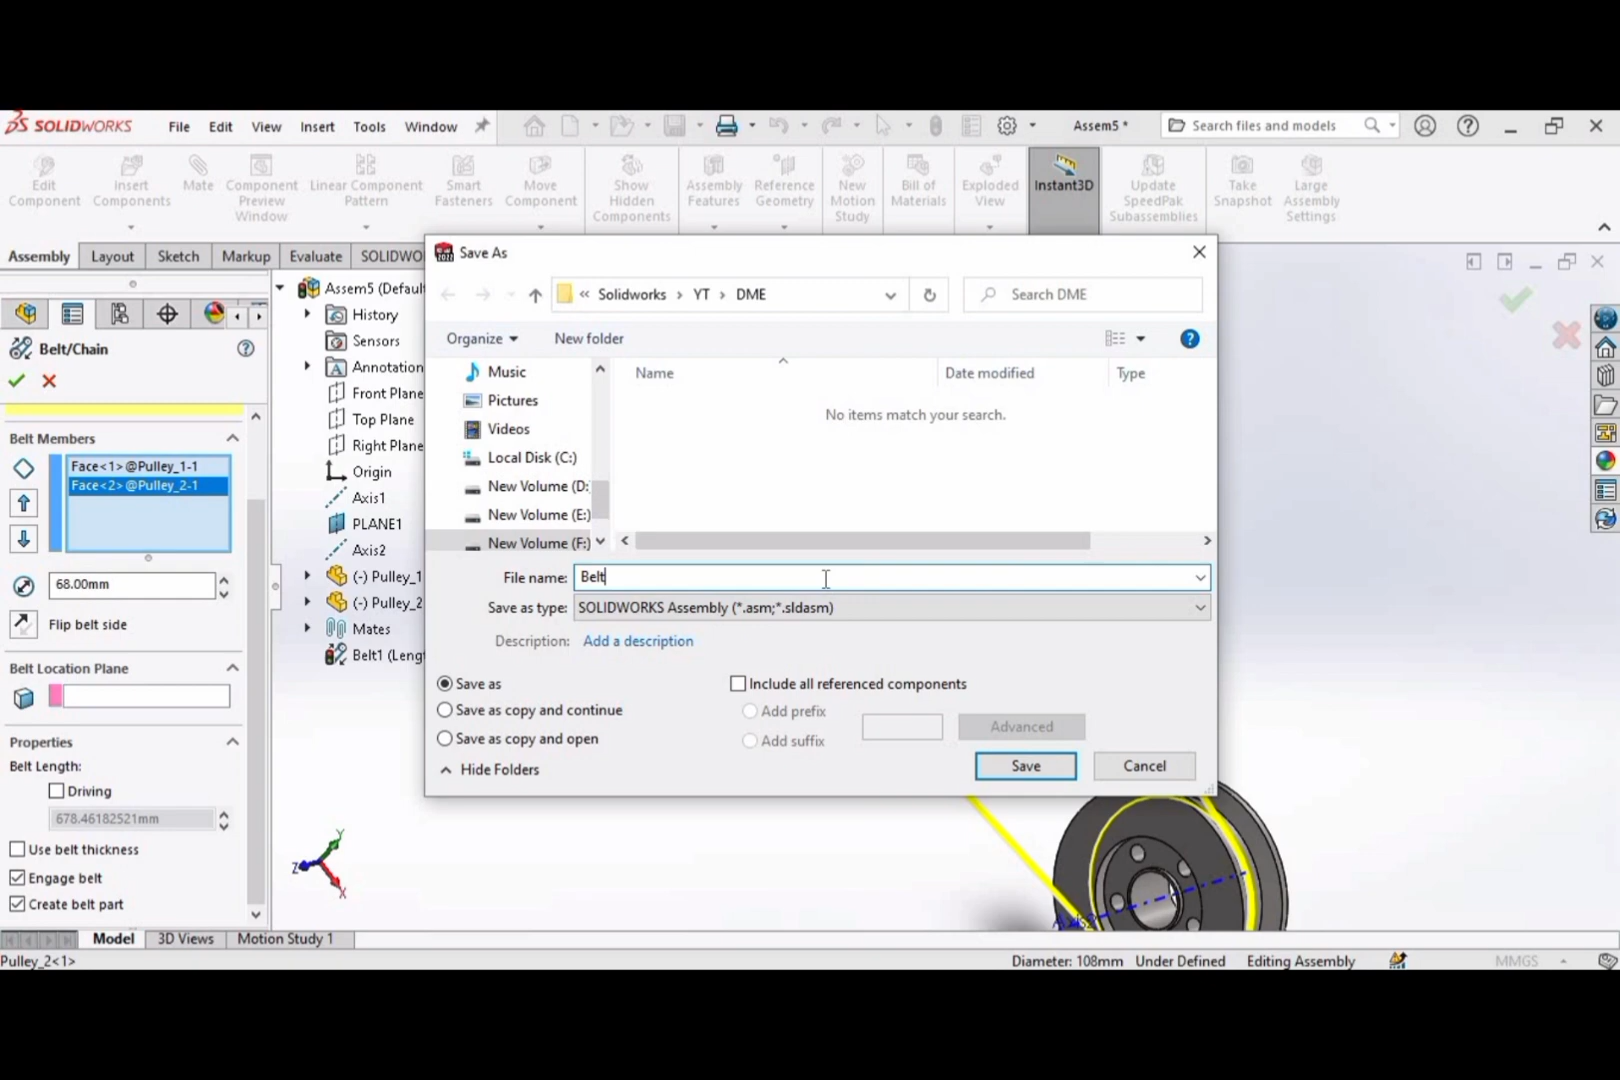 SOLIDWORKS File Edit View Insert Tools Window Assem5 * Search files and models
Edit Component
Insert Components
Mate
Component Preview Window
Linear Component Pattern
Smart Fasteners
Move Component
Show Hidden Components
Assembly Features
Reference Geometry
New Motion Study
Bill of Materials
Exploded View
Instant3D
Update SpeedPak Subassemblies
Take Snapshot
Large Assembly Settings
Assembly Layout Sketch Markup Evaluate SOLIDWO
Belt/Chain
Belt Members
Face<1>@Pulley_1-1
Face<2>@Pulley_2-1
68.00mm
Flip belt side
Belt Location Plane
Properties
Belt Length:
Driving
678.46182521mm
Use belt thickness
Engage belt
Create belt part
Assem5 (Defaul
History
Sensors
Annotation
Front Plane
Top Plane
Right Plane
Origin
Axis1
PLANE1
Axis2
(-) Pulley_1
(-) Pulley_2
Mates
Belt1 (Leng
Save As
« Solidworks › YT › DME
Search DME
Organize New folder
Music
Pictures
Videos
Local Disk (C:)
New Volume (D:
New Volume (E:)
New Volume (F:)
Name Date modified Type
No items match your search.
File name: Belt
Save as type: SOLIDWORKS Assembly (*.asm;*.sldasm)
Description: Add a description
Save as
Save as copy and continue
Save as copy and open
Include all referenced components
Add prefix
Add suffix
Advanced
Hide Folders
Save Cancel
Y
Z
X
Axis2
Model 3D Views Motion Study 1
Pulley_2<1> Diameter: 108mm Under Defined Editing Assembly MMGS